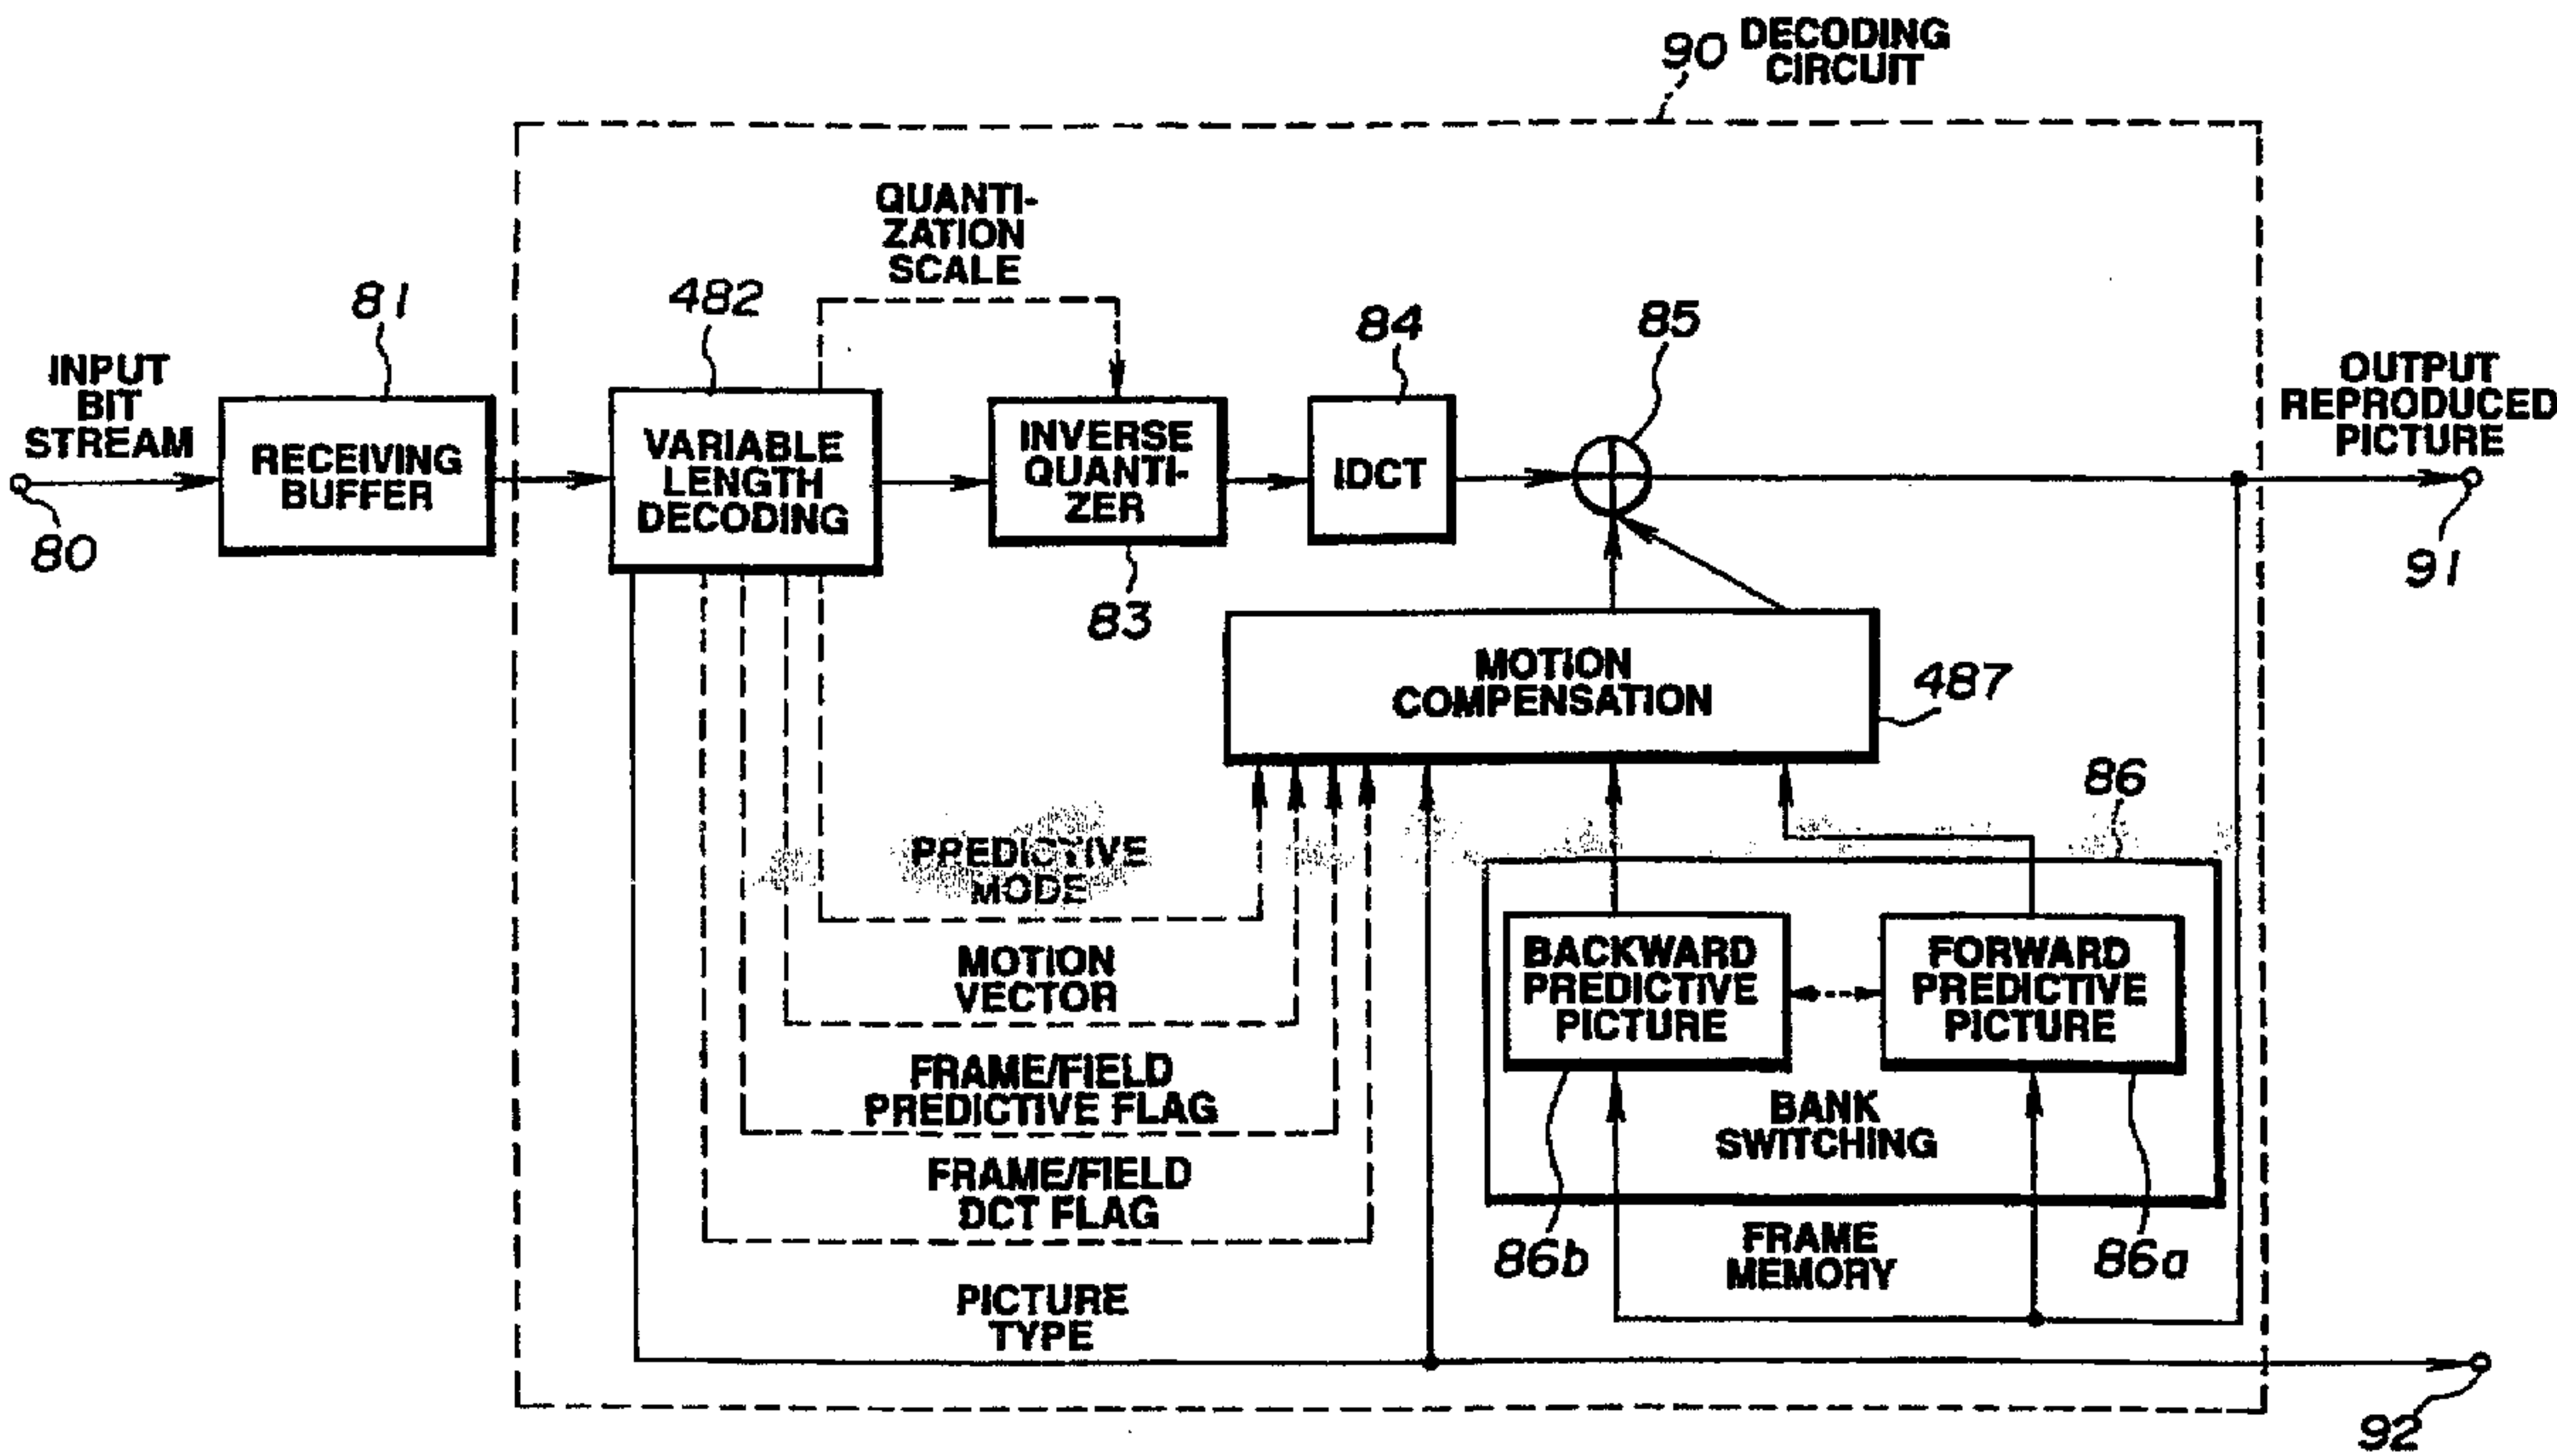 90 DECODING
CIRCUIT
QUANTI-
ZATION
SCALE
81
482
84
85
INPUT
BIT
STREAM
OUTPUT
REPRODUCED
PICTURE
RECEIVING
BUFFER
VARIABLE
LENGTH
DECODING
INVERSE
QUANTI-
ZER
IDCT
80
83
91
MOTION
COMPENSATION
487
86
PREDICTIVE
MODE
MOTION
VECTOR
BACKWARD
PREDICTIVE
PICTURE
FORWARD
PREDICTIVE
PICTURE
FRAME/FIELD
PREDICTIVE FLAG
BANK
SWITCHING
FRAME/FIELD
DCT FLAG
86b
FRAME
MEMORY
86a
PICTURE
TYPE
92